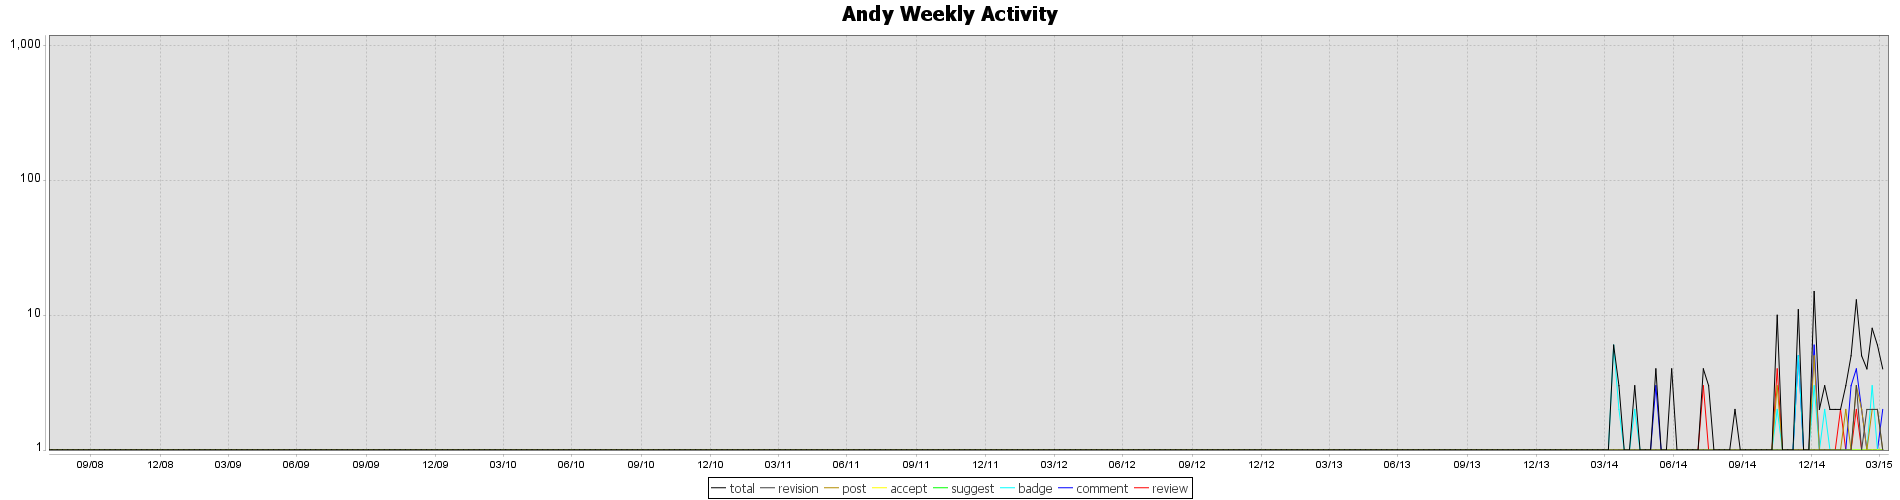 Andy Weekly Activity
1,000
100
10
1
09/08 12/08 03/09 06/09 09/09 12/09 03/10 06/10 09/10 12/10 03/11 06/11 09/11 12/11 03/12 06/12 09/12 12/12 03/13 06/13 09/13 12/13 03/14 06/14 09/14 12/14 03/15
total revision post accept suggest badge comment review